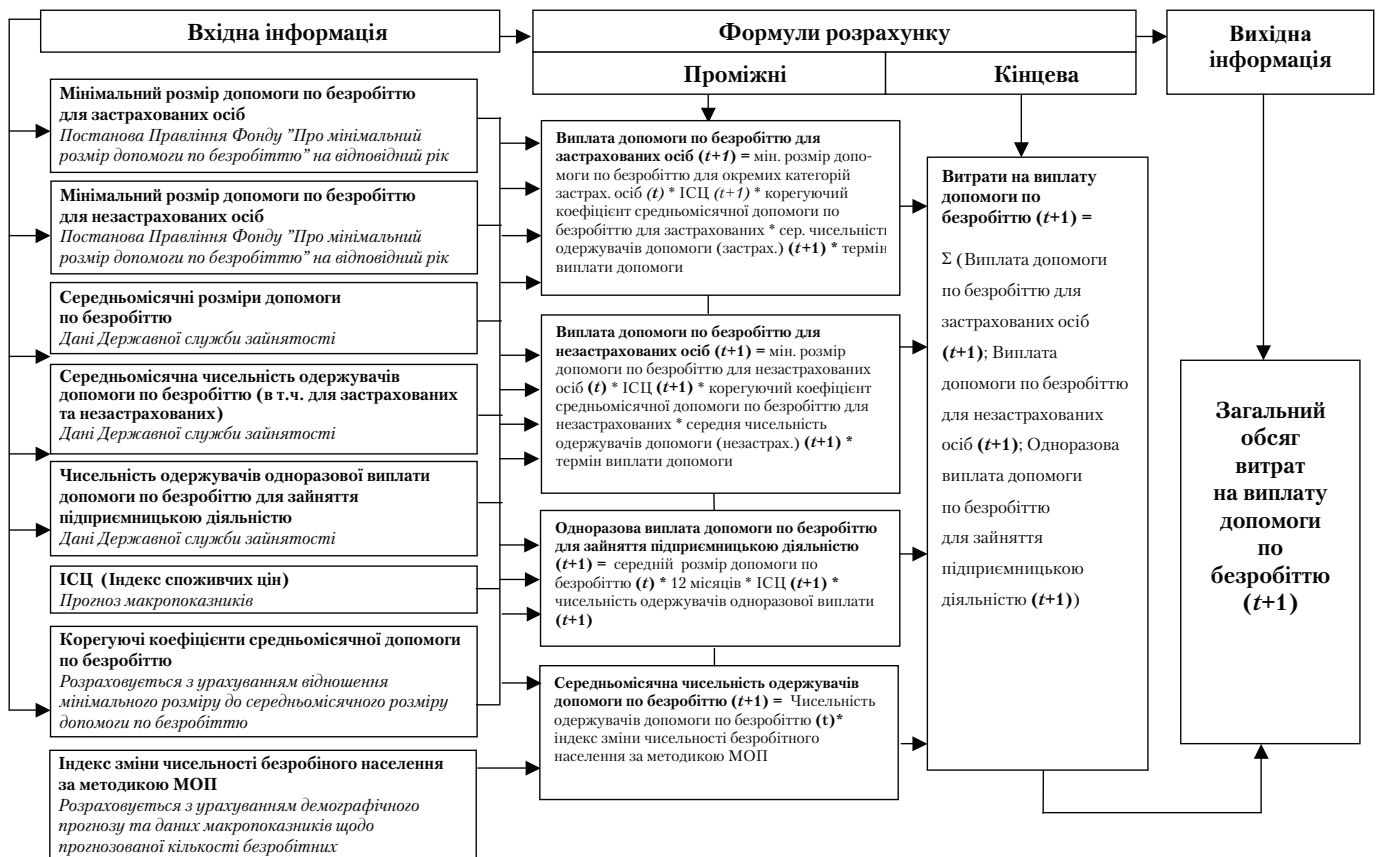 Вхідна інформація
Формули розрахунку
Проміжні
Кінцева
Вихідна
інформація
Мінімальний розмір допомоги по безробіттю
для застрахованих осіб
Постанова Правління Фонду ”Про мінімальний
розмір допомоги по безробіттю” на відповідний рік
Мінімальний розмір допомоги по безробіттю
для незастрахованих осіб
Постанова Правління Фонду ”Про мінімальний
розмір допомоги по безробіттю” на відповідний рік
Середньомісячні розміри допомоги
по безробіттю
Дані Державної служби зайнятості
Середньомісячна чисельність одержувачів
допомоги по безробіттю (в т.ч. для застрахованих
та незастрахованих)
Дані Державної служби зайнятості
Чисельність одержувачів одноразової виплати
допомоги по безробіттю для зайняття
підприємницькою діяльністю
Дані Державної служби зайнятості
ІСЦ (Індекс споживчих цін)
Прогноз макропоказників
Корегуючі коефіцієнти средньомісячної допомоги
по безробіттю
Розраховується з урахуванням відношення
мінімального розміру до середньомісячного розміру
допомоги по безробіттю
Індекс зміни чисельності безробіного населення
за методикою МОП
Розраховується з урахуванням демографічного
прогнозу та даних макропоказників щодо
прогнозованої кількості безробітних
Виплата допомоги по безробіттю для
застрахованих осіб (t+1) = мін. розмір допо-
моги по безробіттю для окремих категорій
застрах. осіб (t) * ІСЦ (t+1) * корегуючий
коефіцієнт средньомісячної допомоги по
безробіттю для застрахованих * сер. чисельність
одержувачів допомоги (застрах.) (t+1) * термін
виплати допомоги
Виплата допомоги по безробіттю для
незастрахованих осіб (t+1) = мін. розмір
допомоги по безробіттю для незастрахованих
осіб (t) * ІСЦ (t+1) * корегуючий коефіцієнт
средньомісячної допомоги по безробіттю для
незастрахованих * середня чисельність
одержувачів допомоги (незастрах.) (t+1) *
термін виплати допомоги
Одноразова виплата допомоги по безробіттю
для зайняття підприємницькою діяльністю
(t+1) = середній розмір допомоги по
безробіттю (t) * 12 місяців * ІСЦ (t+1) *
чисельність одержувачів одноразової виплати
(t+1)
Середньомісячна чисельність одержувачів
допомоги по безробіттю (t+1) = Чисельність
одержувачів допомоги по безробіттю (t)*
індекс зміни чисельності безробітного
населення за методикою МОП
Витрати на виплату
допомоги по
безробіттю (t+1) =
Σ (Виплата допомоги
по безробіттю для
застрахованих осіб
(t+1); Виплата
допомоги по безробіттю
для незастрахованих
осіб (t+1); Одноразова
виплата допомоги
по безробіттю
для зайняття
підприємницькою
діяльністю (t+1))
Загальний
обсяг
витрат
на виплату
допомоги
по
безробіттю
(t+1)